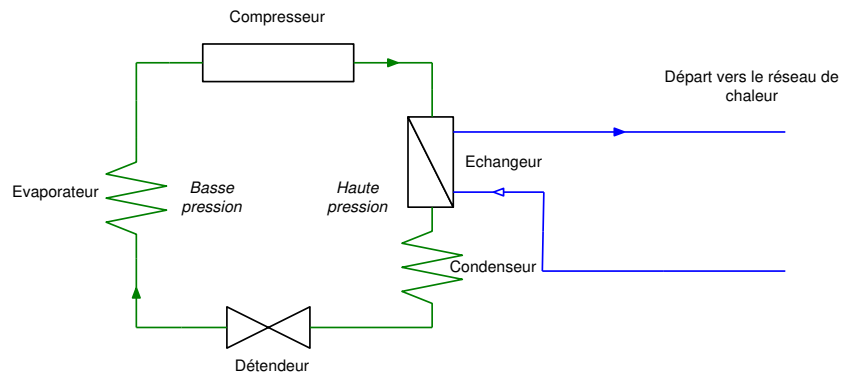 Compresseur
Départ vers le réseau de
chaleur
Echangeur
Evaporateur
Basse
pression
Haute
pression
Condenseur
Détendeur